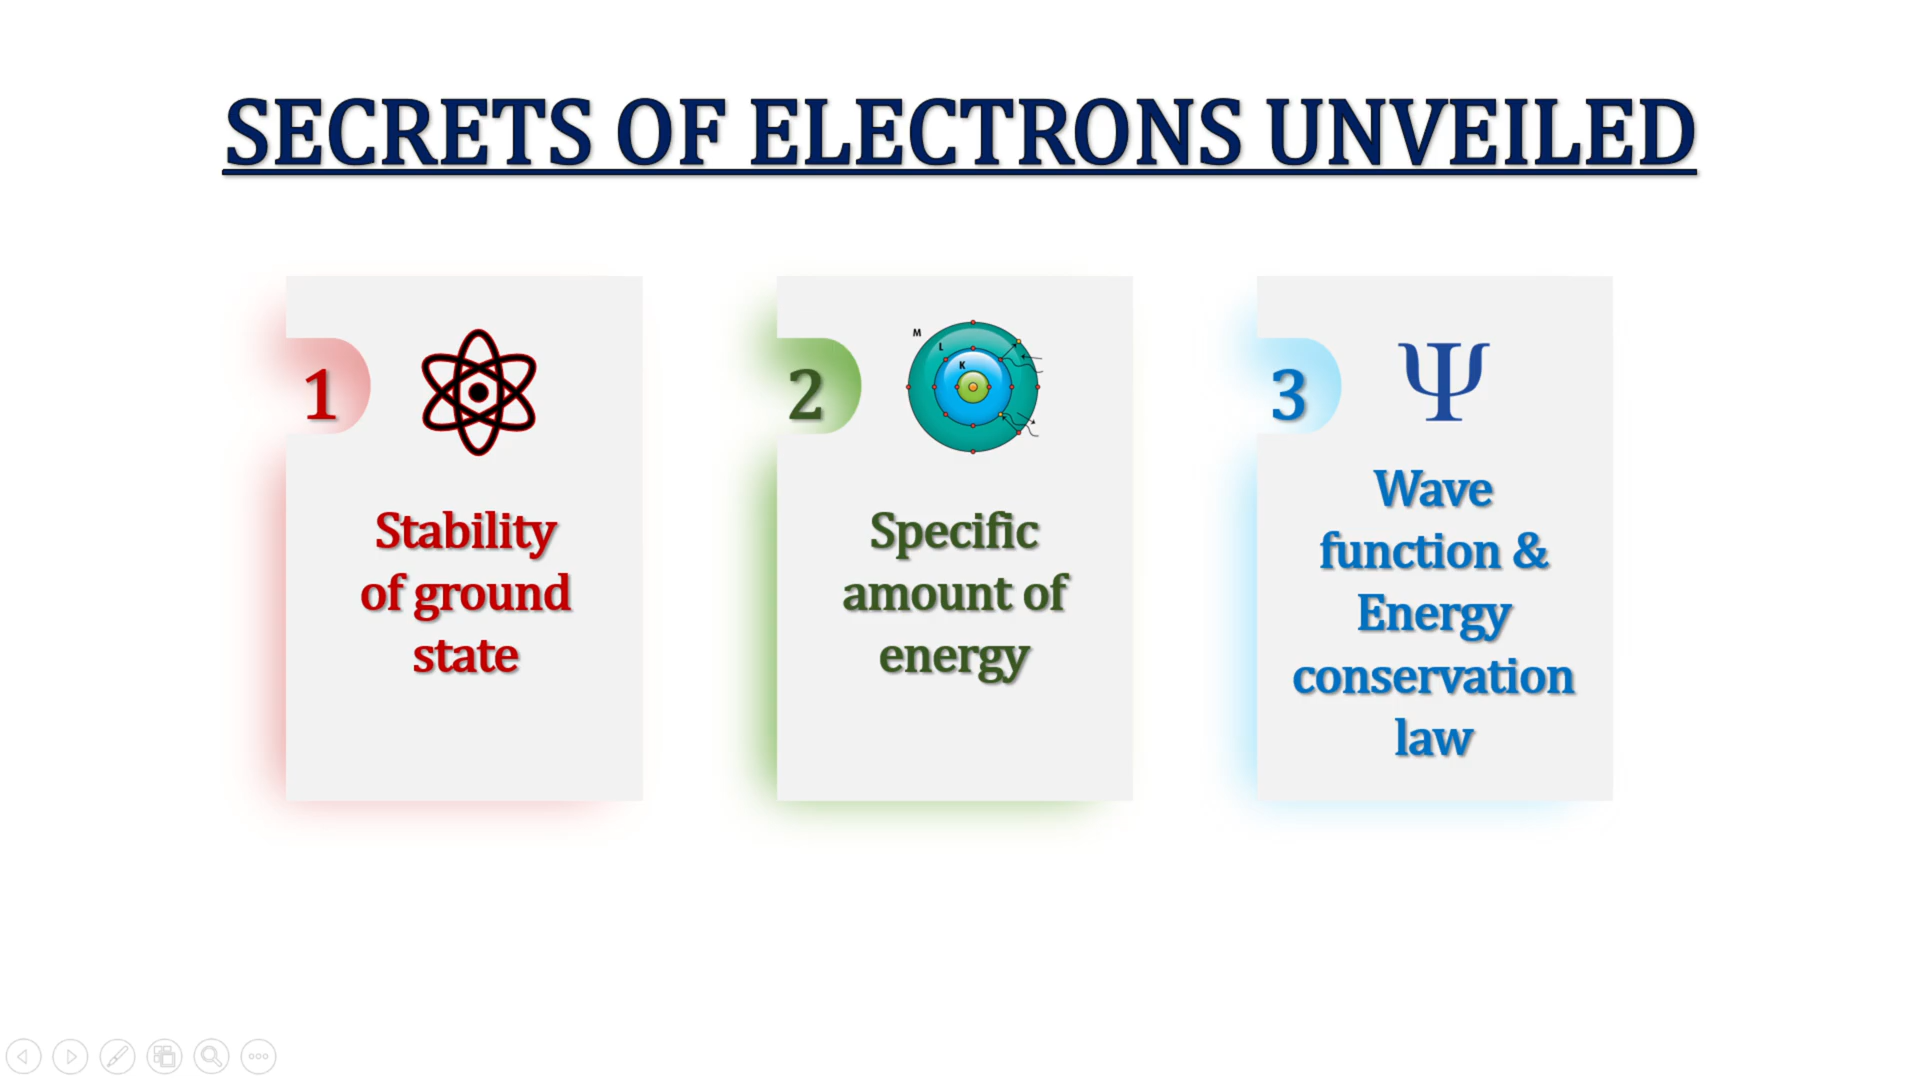 SECRETS OF ELECTRONS UNVEILED
1
Stability
of ground
state
2
M
L
K
Specific
amount of
energy
3
Ψ
Wave
function &
Energy
conservation
law